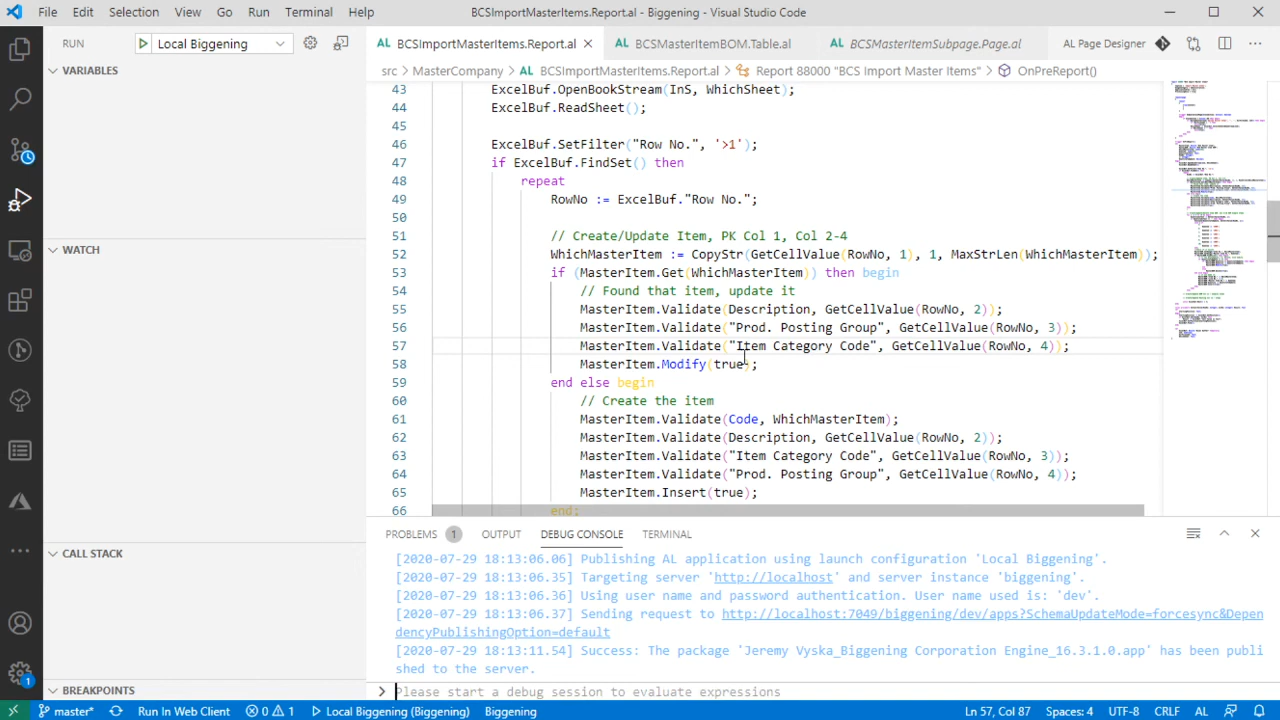 File Edit Selection View Go Run Terminal Help
BCSImportMasterItems.Report.al - Biggening - Visual Studio Code
RUN
Local Biggening
VARIABLES
WATCH
CALL STACK
BREAKPOINTS
BCSImportMasterItems.Report.al
BCSMasterItemBOM.Table.al
BCSMasterItemSubpage.Page.al
AL Page Designer
src > MasterCompany > BCSImportMasterItems.Report.al > Report 88000 "BCS Import Master Items" > OnPreReport()
43 ExcelBuf.OpenBookStream(InS, WhichSheet);
44 ExcelBuf.ReadSheet();
45
46 ExcelBuf.SetFilter("Row No.", '>1');
47 if ExcelBuf.FindSet() then
48 repeat
49 RowNo := ExcelBuf."Row No.";
50
51 // Create/Update Item, PK Col 1, Col 2-4
52 WhichMasterItem := CopyStr(GetCellValue(RowNo, 1), 1, MaxStrLen(WhichMasterItem));
53 if (MasterItem.Get(WhichMasterItem)) then begin
54 // Found that item, update it
55 MasterItem.Validate(Description, GetCellValue(RowNo, 2));
56 MasterItem.Validate("Prod. Posting Group", GetCellValue(RowNo, 3));
57 MasterItem.Validate("Item Category Code", GetCellValue(RowNo, 4));
58 MasterItem.Modify(true);
59 end else begin
60 // Create the item
61 MasterItem.Validate(Code, WhichMasterItem);
62 MasterItem.Validate(Description, GetCellValue(RowNo, 2));
63 MasterItem.Validate("Item Category Code", GetCellValue(RowNo, 3));
64 MasterItem.Validate("Prod. Posting Group", GetCellValue(RowNo, 4));
65 MasterItem.Insert(true);
66 end;
PROBLEMS 1 OUTPUT DEBUG CONSOLE TERMINAL
[2020-07-29 18:13:06.06] Publishing AL application using launch configuration 'Local Biggening'.
[2020-07-29 18:13:06.35] Targeting server 'http://localhost' and server instance 'biggening'.
[2020-07-29 18:13:06.36] Using user name and password authentication. User name used is: 'dev'.
[2020-07-29 18:13:06.37] Sending request to http://localhost:7049/biggening/dev/apps?SchemaUpdateMode=forcesync&Depen
dencyPublishingOption=default
[2020-07-29 18:13:11.54] Success: The package 'Jeremy Vyska_Biggening Corporation Engine_16.3.1.0.app' has been publi
shed to the server.
> Please start a debug session to evaluate expressions
1
master* Run In Web Client 0 1 Local Biggening (Biggening) Biggening Ln 57, Col 87 Spaces: 4 UTF-8 CRLF AL